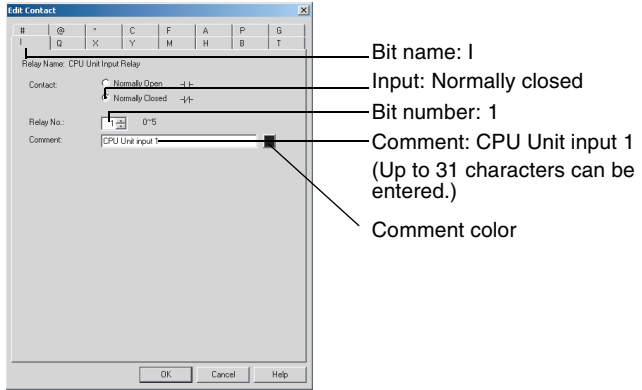 Edit Contact
# @ * C F A P G
I Q X Y M H B T
Relay Name: CPU Unit Input Relay
Contact: Normally Open
Normally Closed
Relay No.: 1 0~5
Comment: CPU Unit input 1
OK Cancel Help
Bit name: I
Input: Normally closed
Bit number: 1
Comment: CPU Unit input 1
(Up to 31 characters can be
entered.)
Comment color